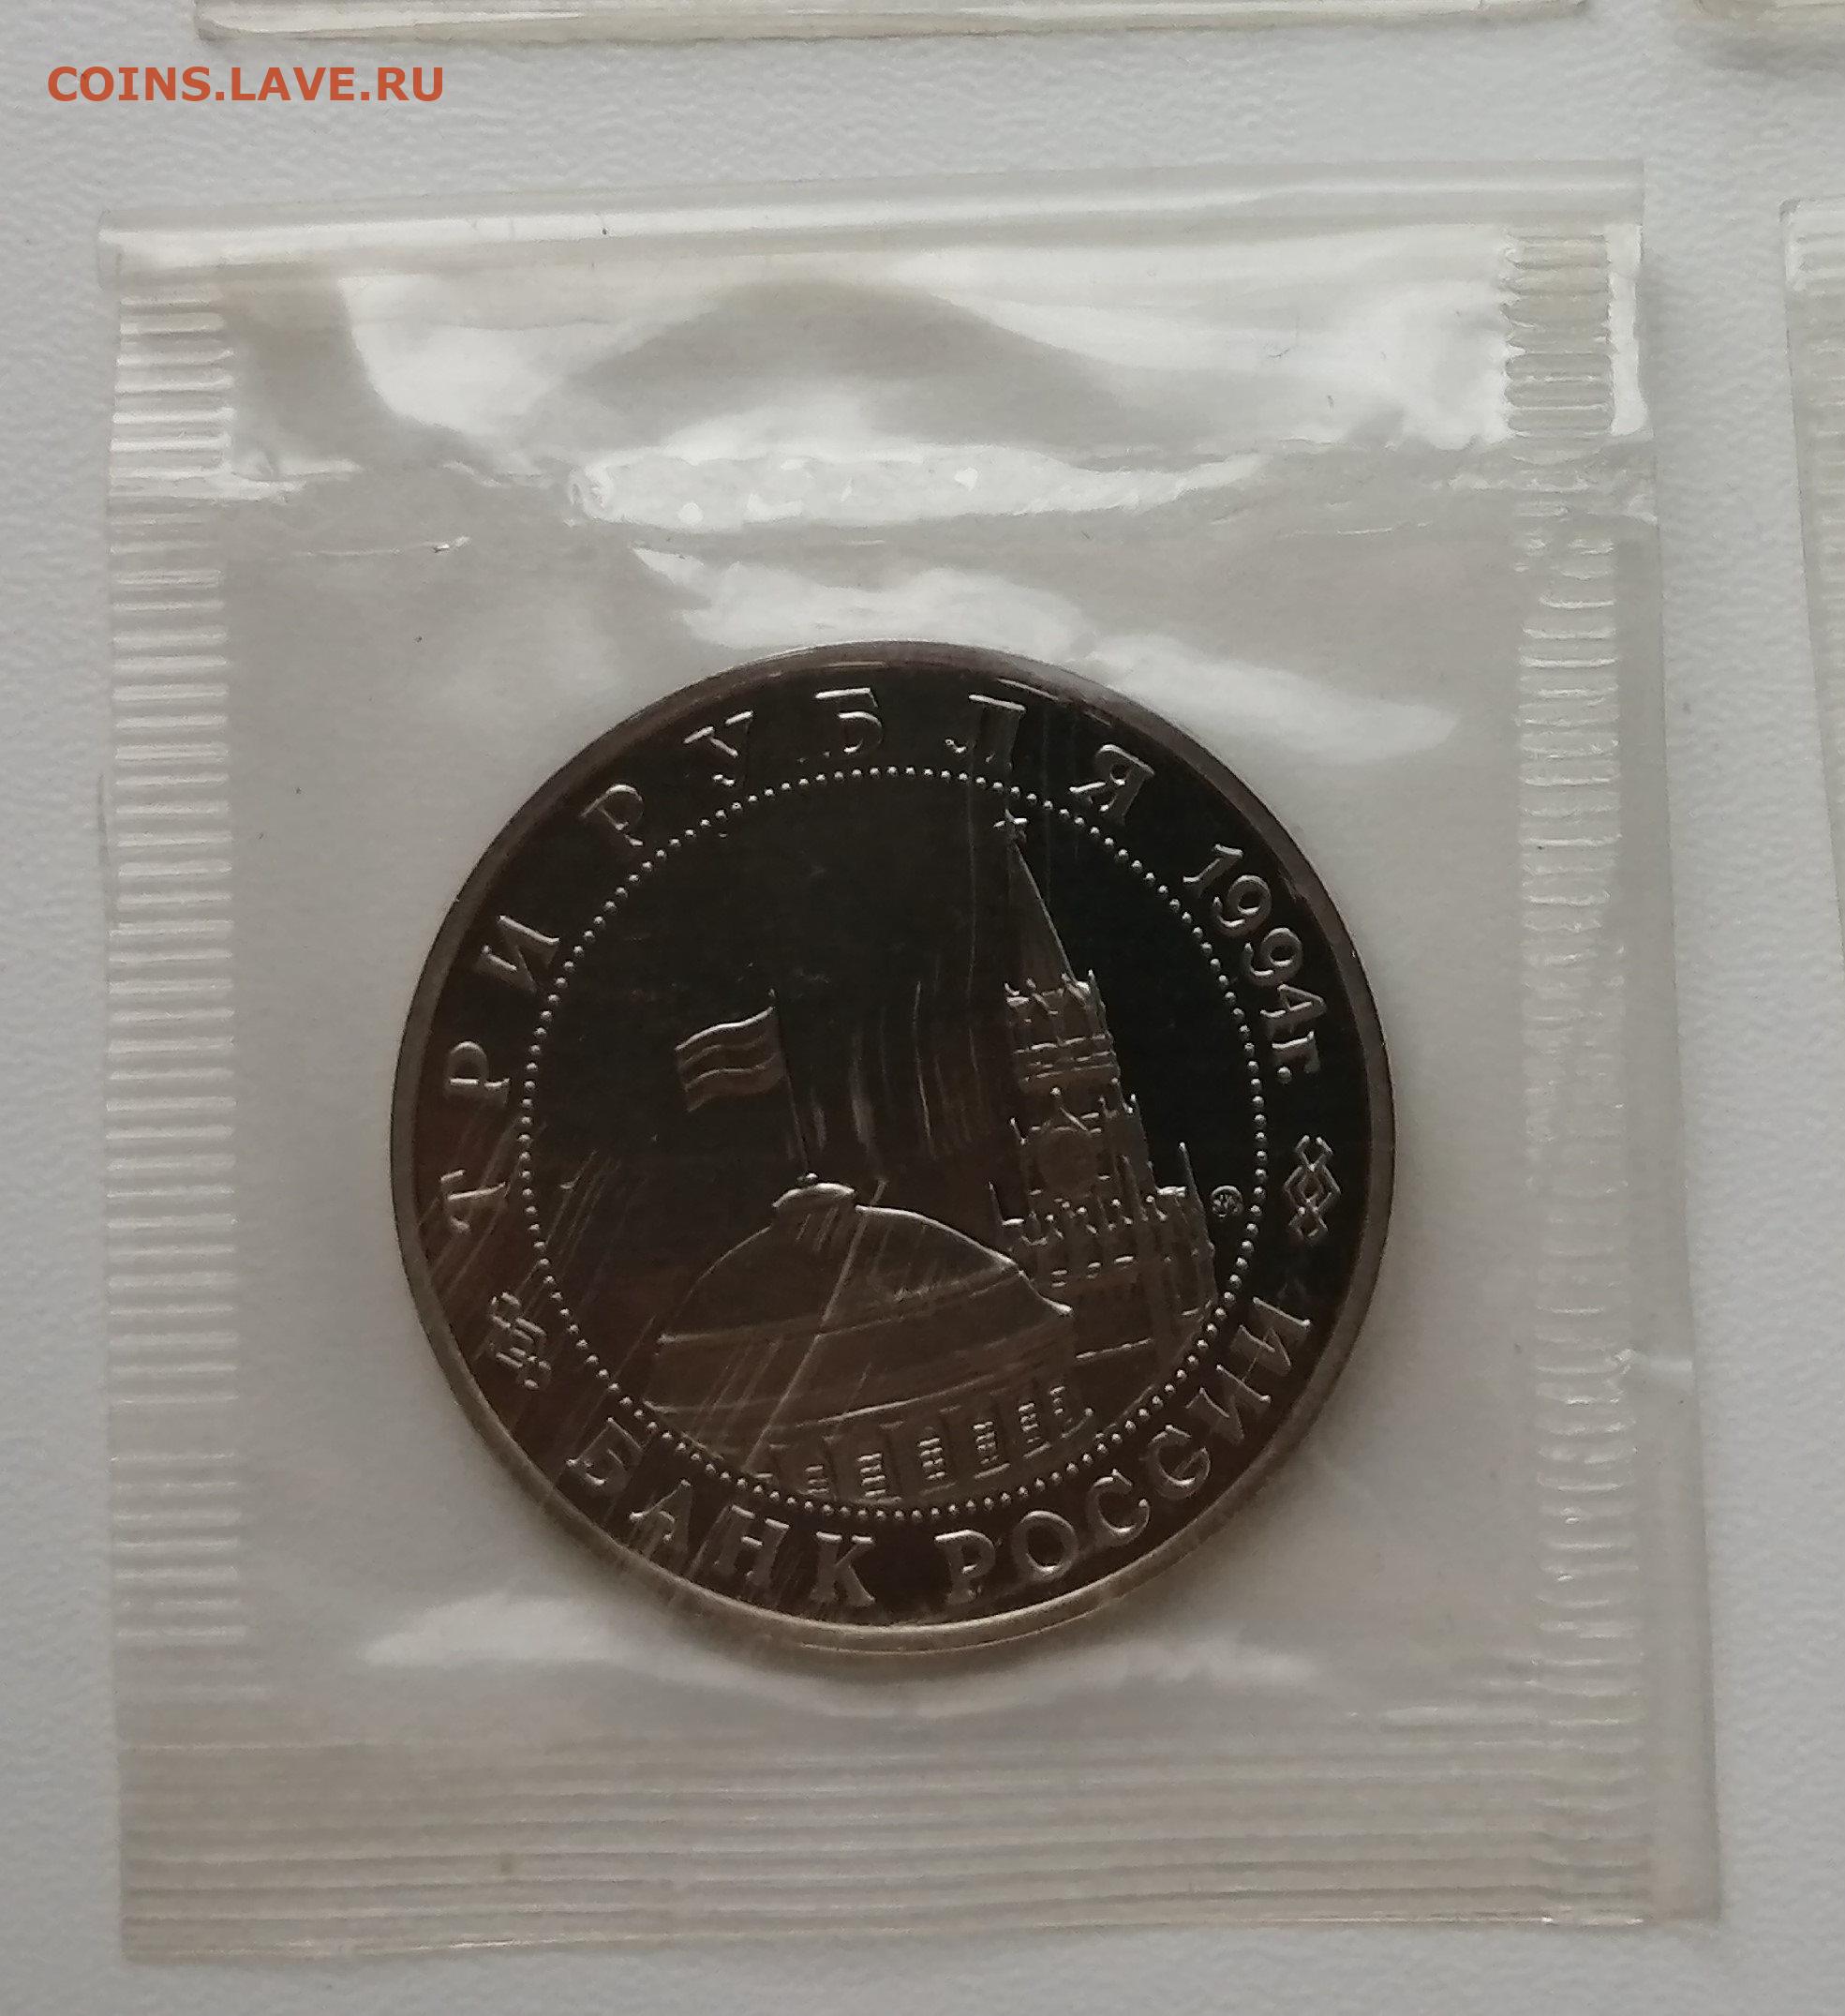 COINS.LAVE.RU
ТРИ РУБЛЯ 1994г.
БАНК РОССИИ